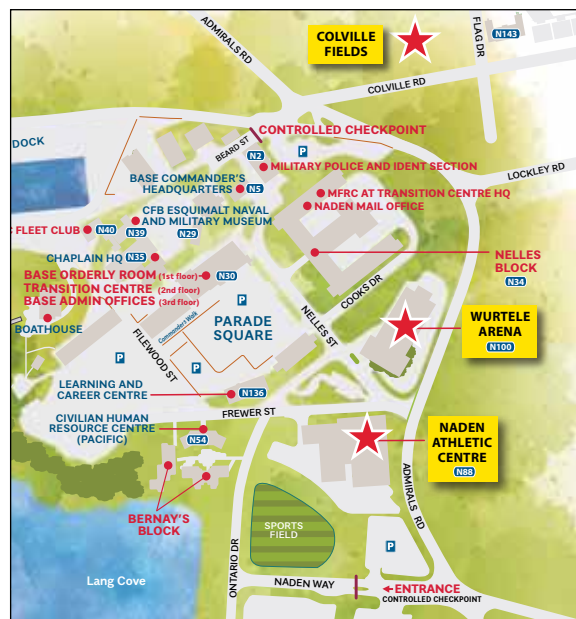 ADMIRALS RD
COLVILLE
FIELDS
FLAG DR
N143
COLVILLE RD
CONTROLLED CHECKPOINT
BEARD ST
P
DOCK
N2
MILITARY POLICE AND IDENT SECTION
LOCKLEY RD
BASE COMMANDER'S
HEADQUARTERS N5
MFRC AT TRANSITION CENTRE HQ
NADEN MAIL OFFICE
CFB ESQUIMALT NAVAL
AND MILITARY MUSEUM
N39
N29
C FLEET CLUB N40
CHAPLAIN HQ N35
BASE ORDERLY ROOM (1st floor)
TRANSITION CENTRE (2nd floor)
BASE ADMIN OFFICES (3rd floor)
N30
NELLES
BLOCK
N34
COOKS DR
P
BOATHOUSE
Commanders Walk
PARADE
SQUARE
NELLES ST
WURTELE
ARENA
N100
FILEWOOD ST
P
P
LEARNING AND
CAREER CENTRE
N136
FREWER ST
CIVILIAN HUMAN
RESOURCE CENTRE
(PACIFIC)
N54
NADEN
ATHLETIC
CENTRE
N88
ADMIRALS RD
BERNAY'S
BLOCK
SPORTS
FIELD
P
ONTARIO DR
Lang Cove
NADEN WAY
ENTRANCE
CONTROLLED CHECKPOINT